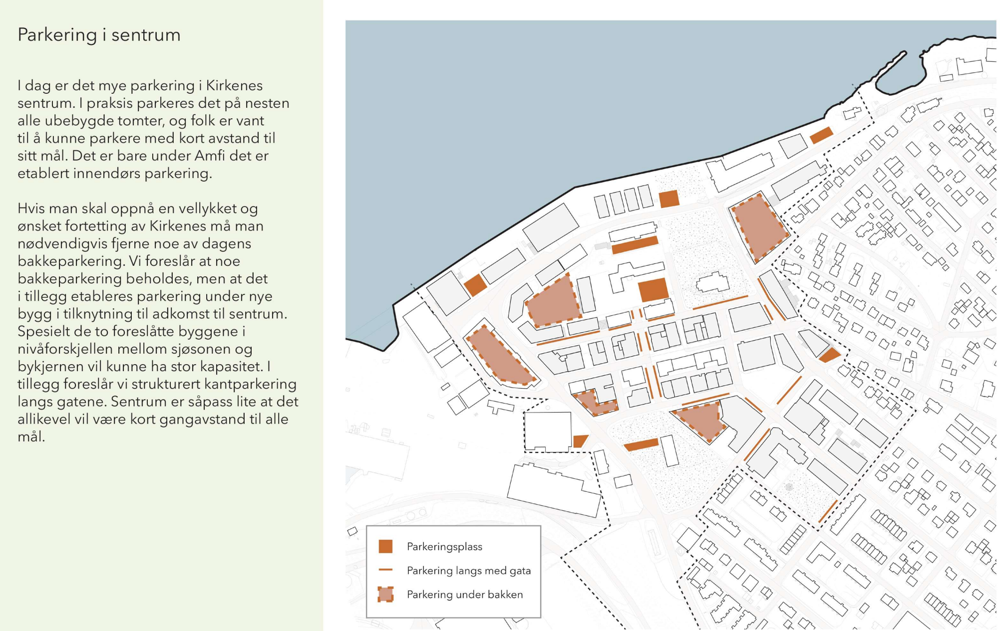 Parkering i sentrum
I dag er det mye parkering i Kirkenes
sentrum. I praksis parkeres det på nesten
alle ubebygde tomter, og folk er vant
til å kunne parkere med kort avstand til
sitt mål. Det er bare under Amfi det er
etablert innendørs parkering.
Hvis man skal oppnå en vellykket og
ønsket fortetting av Kirkenes må man
nødvendigvis fjerne noe av dagens
bakkeparkering. Vi foreslår at noe
bakkeparkering beholdes, men at det
i tillegg etableres parkering under nye
bygg i tilknytning til adkomst til sentrum.
Spesielt de to foreslåtte byggene i
nivåforskjellen mellom sjøsonen og
bykjernen vil kunne ha stor kapasitet. I
tillegg foreslår vi strukturert kantparkering
langs gatene. Sentrum er såpass lite at det
allikevel vil være kort gangavstand til alle
mål.
Parkeringsplass
Parkering langs med gata
Parkering under bakken